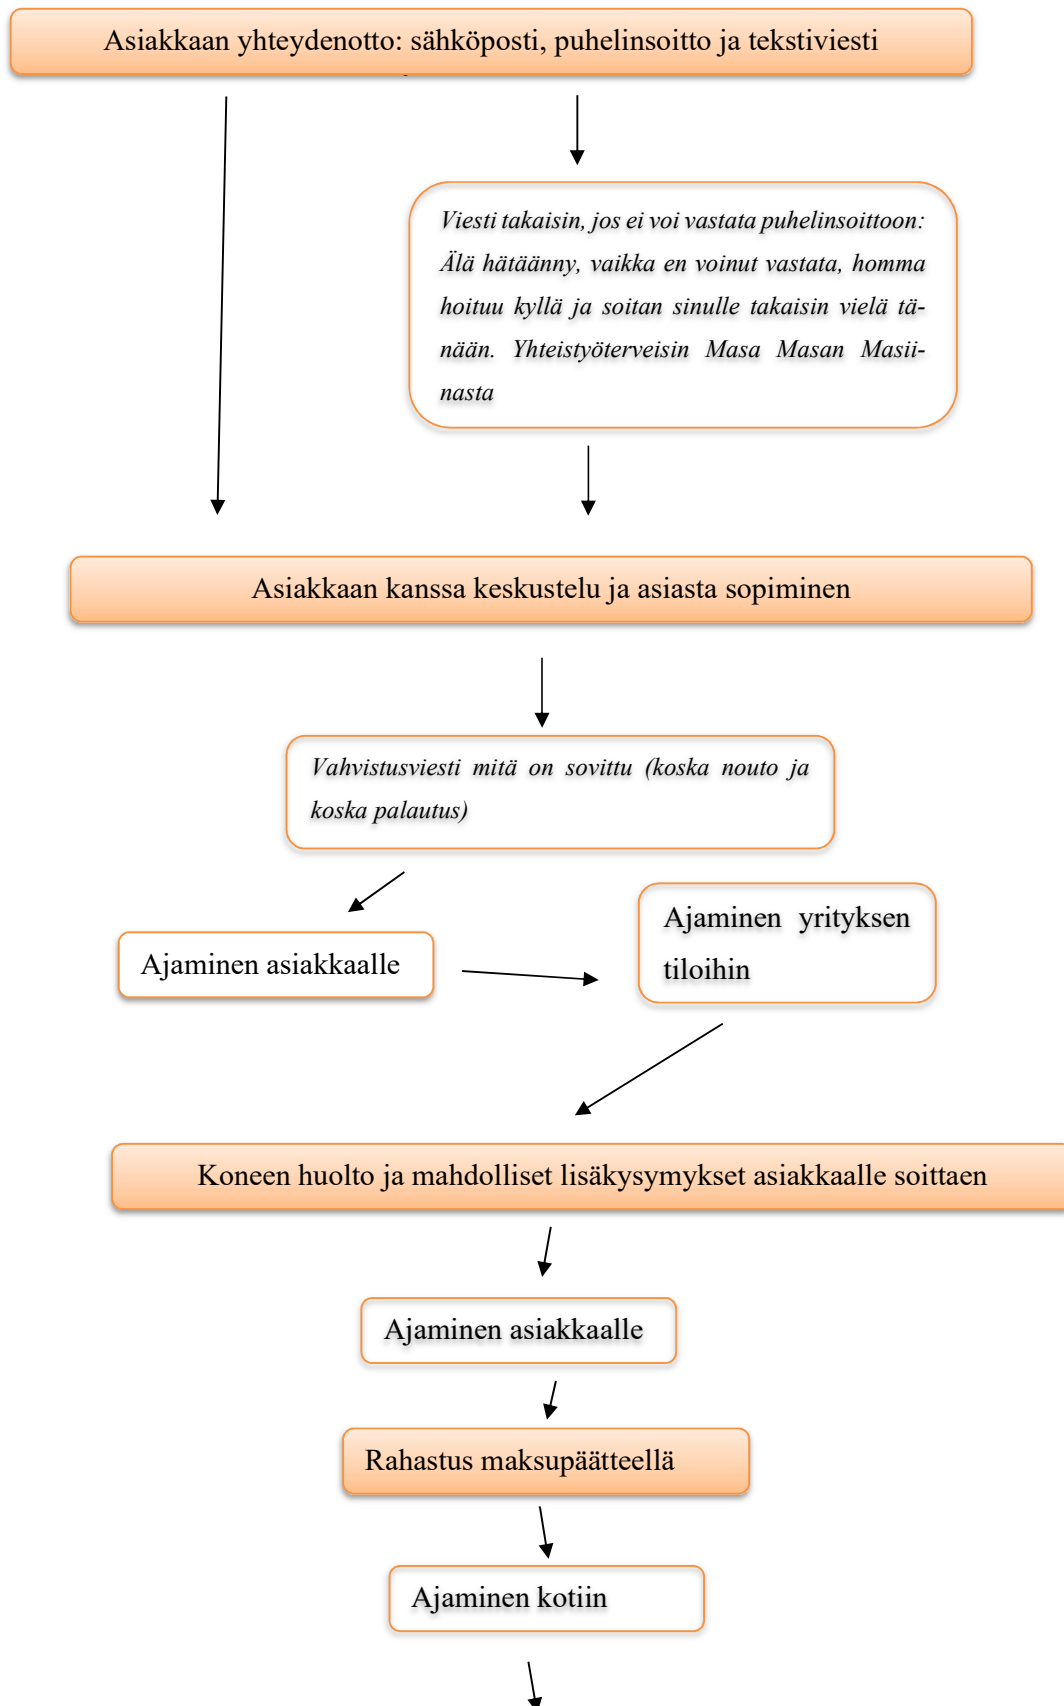 Asiakkaan yhteydenotto: sähköposti, puhelinsoitto ja tekstiviesti
Viesti takaisin, jos ei voi vastata puhelinsoittoon:
Älä hätäänny, vaikka en voinut vastata, homma
hoituu kyllä ja soitan sinulle takaisin vielä tä-
nään. Yhteistyöterveisin Masa Masan Masii-
nasta
Asiakkaan kanssa keskustelu ja asiasta sopiminen
Vahvistusviesti mitä on sovittu (koska nouto ja
koska palautus)
Ajaminen asiakkaalle
Ajaminen yrityksen
tiloihin
Koneen huolto ja mahdolliset lisäkysymykset asiakkaalle soittaen
Ajaminen asiakkaalle
Rahastus maksupäätteellä
Ajaminen kotiin